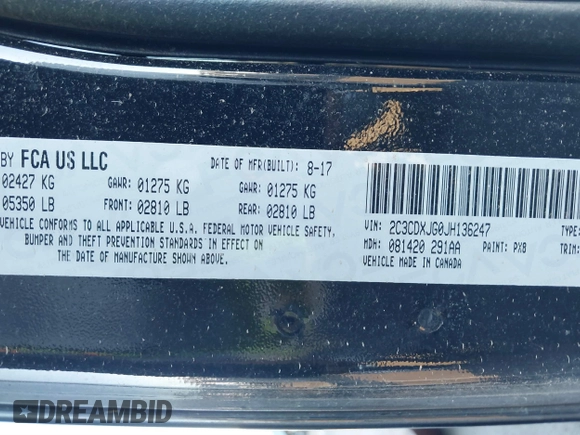 BY FCA US LLC DATE OF MFR(BUILT): 8-17
02427 KG GAWR: 01275 KG GAWR: 01275 KG
05350 LB FRONT: 02810 LB REAR: 02810 LB
VEHICLE CONFORMS TO ALL APPLICABLE U.S.A. FEDERAL MOTOR VEHICLE SAFETY,
BUMPER AND THEFT PREVENTION STANDARDS IN EFFECT ON
THE DATE OF MANUFACTURE SHOWN ABOVE.
VIN: 2C3CDXJG0JH136247 TYPE:
MDH: 081420 291AA PAINT: PX8 TRIM:
VEHICLE MADE IN CANADA
DREAMBID